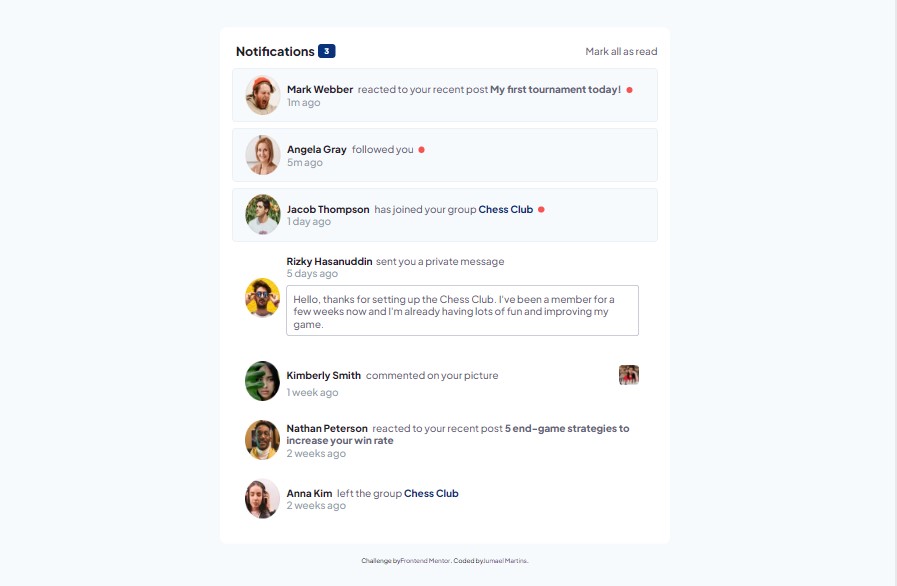 Notifications 3 Mark all as read
Mark Webber reacted to your recent post My first tournament today!
1m ago
Angela Gray followed you
5m ago
Jacob Thompson has joined your group Chess Club
1 day ago
Rizky Hasanuddin sent you a private message
5 days ago
Hello, thanks for setting up the Chess Club. I've been a member for a
few weeks now and I'm already having lots of fun and improving my
game.
Kimberly Smith commented on your picture
1 week ago
Nathan Peterson reacted to your recent post 5 end-game strategies to
increase your win rate
2 weeks ago
Anna Kim left the group Chess Club
2 weeks ago
Challenge by Frontend Mentor. Coded by Jumael Martins.